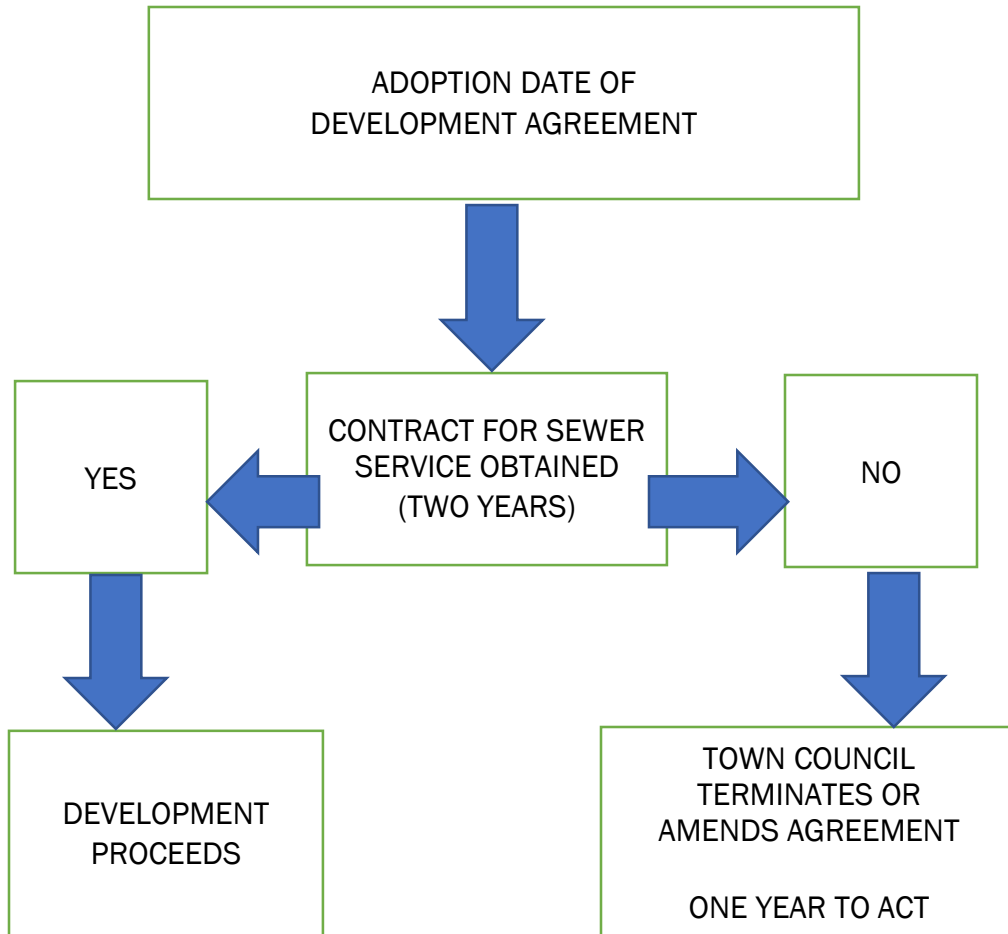 ADOPTION DATE OF
DEVELOPMENT AGREEMENT
YES
CONTRACT FOR SEWER
SERVICE OBTAINED
(TWO YEARS)
NO
DEVELOPMENT
PROCEEDS
TOWN COUNCIL
TERMINATES OR
AMENDS AGREEMENT
ONE YEAR TO ACT